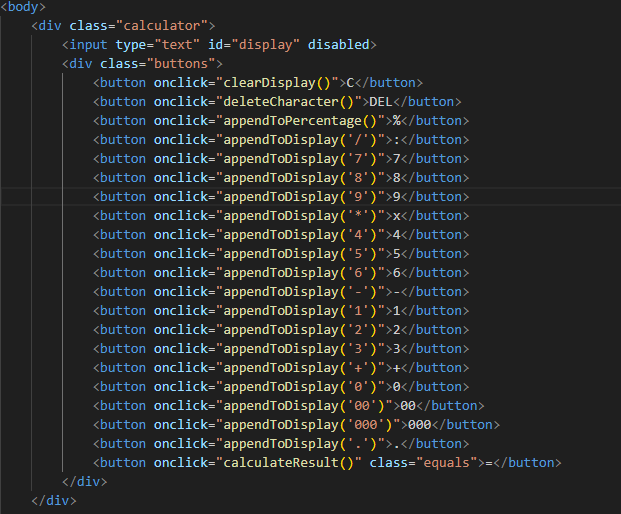 <body>
<div class="calculator">
<input type="text" id="display" disabled>
<div class="buttons">
<button onclick="clearDisplay()">C</button>
<button onclick="deleteCharacter()">DEL</button>
<button onclick="appendToPercentage()">%</button>
<button onclick="appendToDisplay('/')">:</button>
<button onclick="appendToDisplay('7')">7</button>
<button onclick="appendToDisplay('8')">8</button>
<button onclick="appendToDisplay('9')">9</button>
<button onclick="appendToDisplay('*')">x</button>
<button onclick="appendToDisplay('4')">4</button>
<button onclick="appendToDisplay('5')">5</button>
<button onclick="appendToDisplay('6')">6</button>
<button onclick="appendToDisplay('-')">-</button>
<button onclick="appendToDisplay('1')">1</button>
<button onclick="appendToDisplay('2')">2</button>
<button onclick="appendToDisplay('3')">3</button>
<button onclick="appendToDisplay('+')">+</button>
<button onclick="appendToDisplay('0')">0</button>
<button onclick="appendToDisplay('00')">00</button>
<button onclick="appendToDisplay('000')">000</button>
<button onclick="appendToDisplay('.')">.</button>
<button onclick="calculateResult()" class="equals">=</button>
</div>
</div>